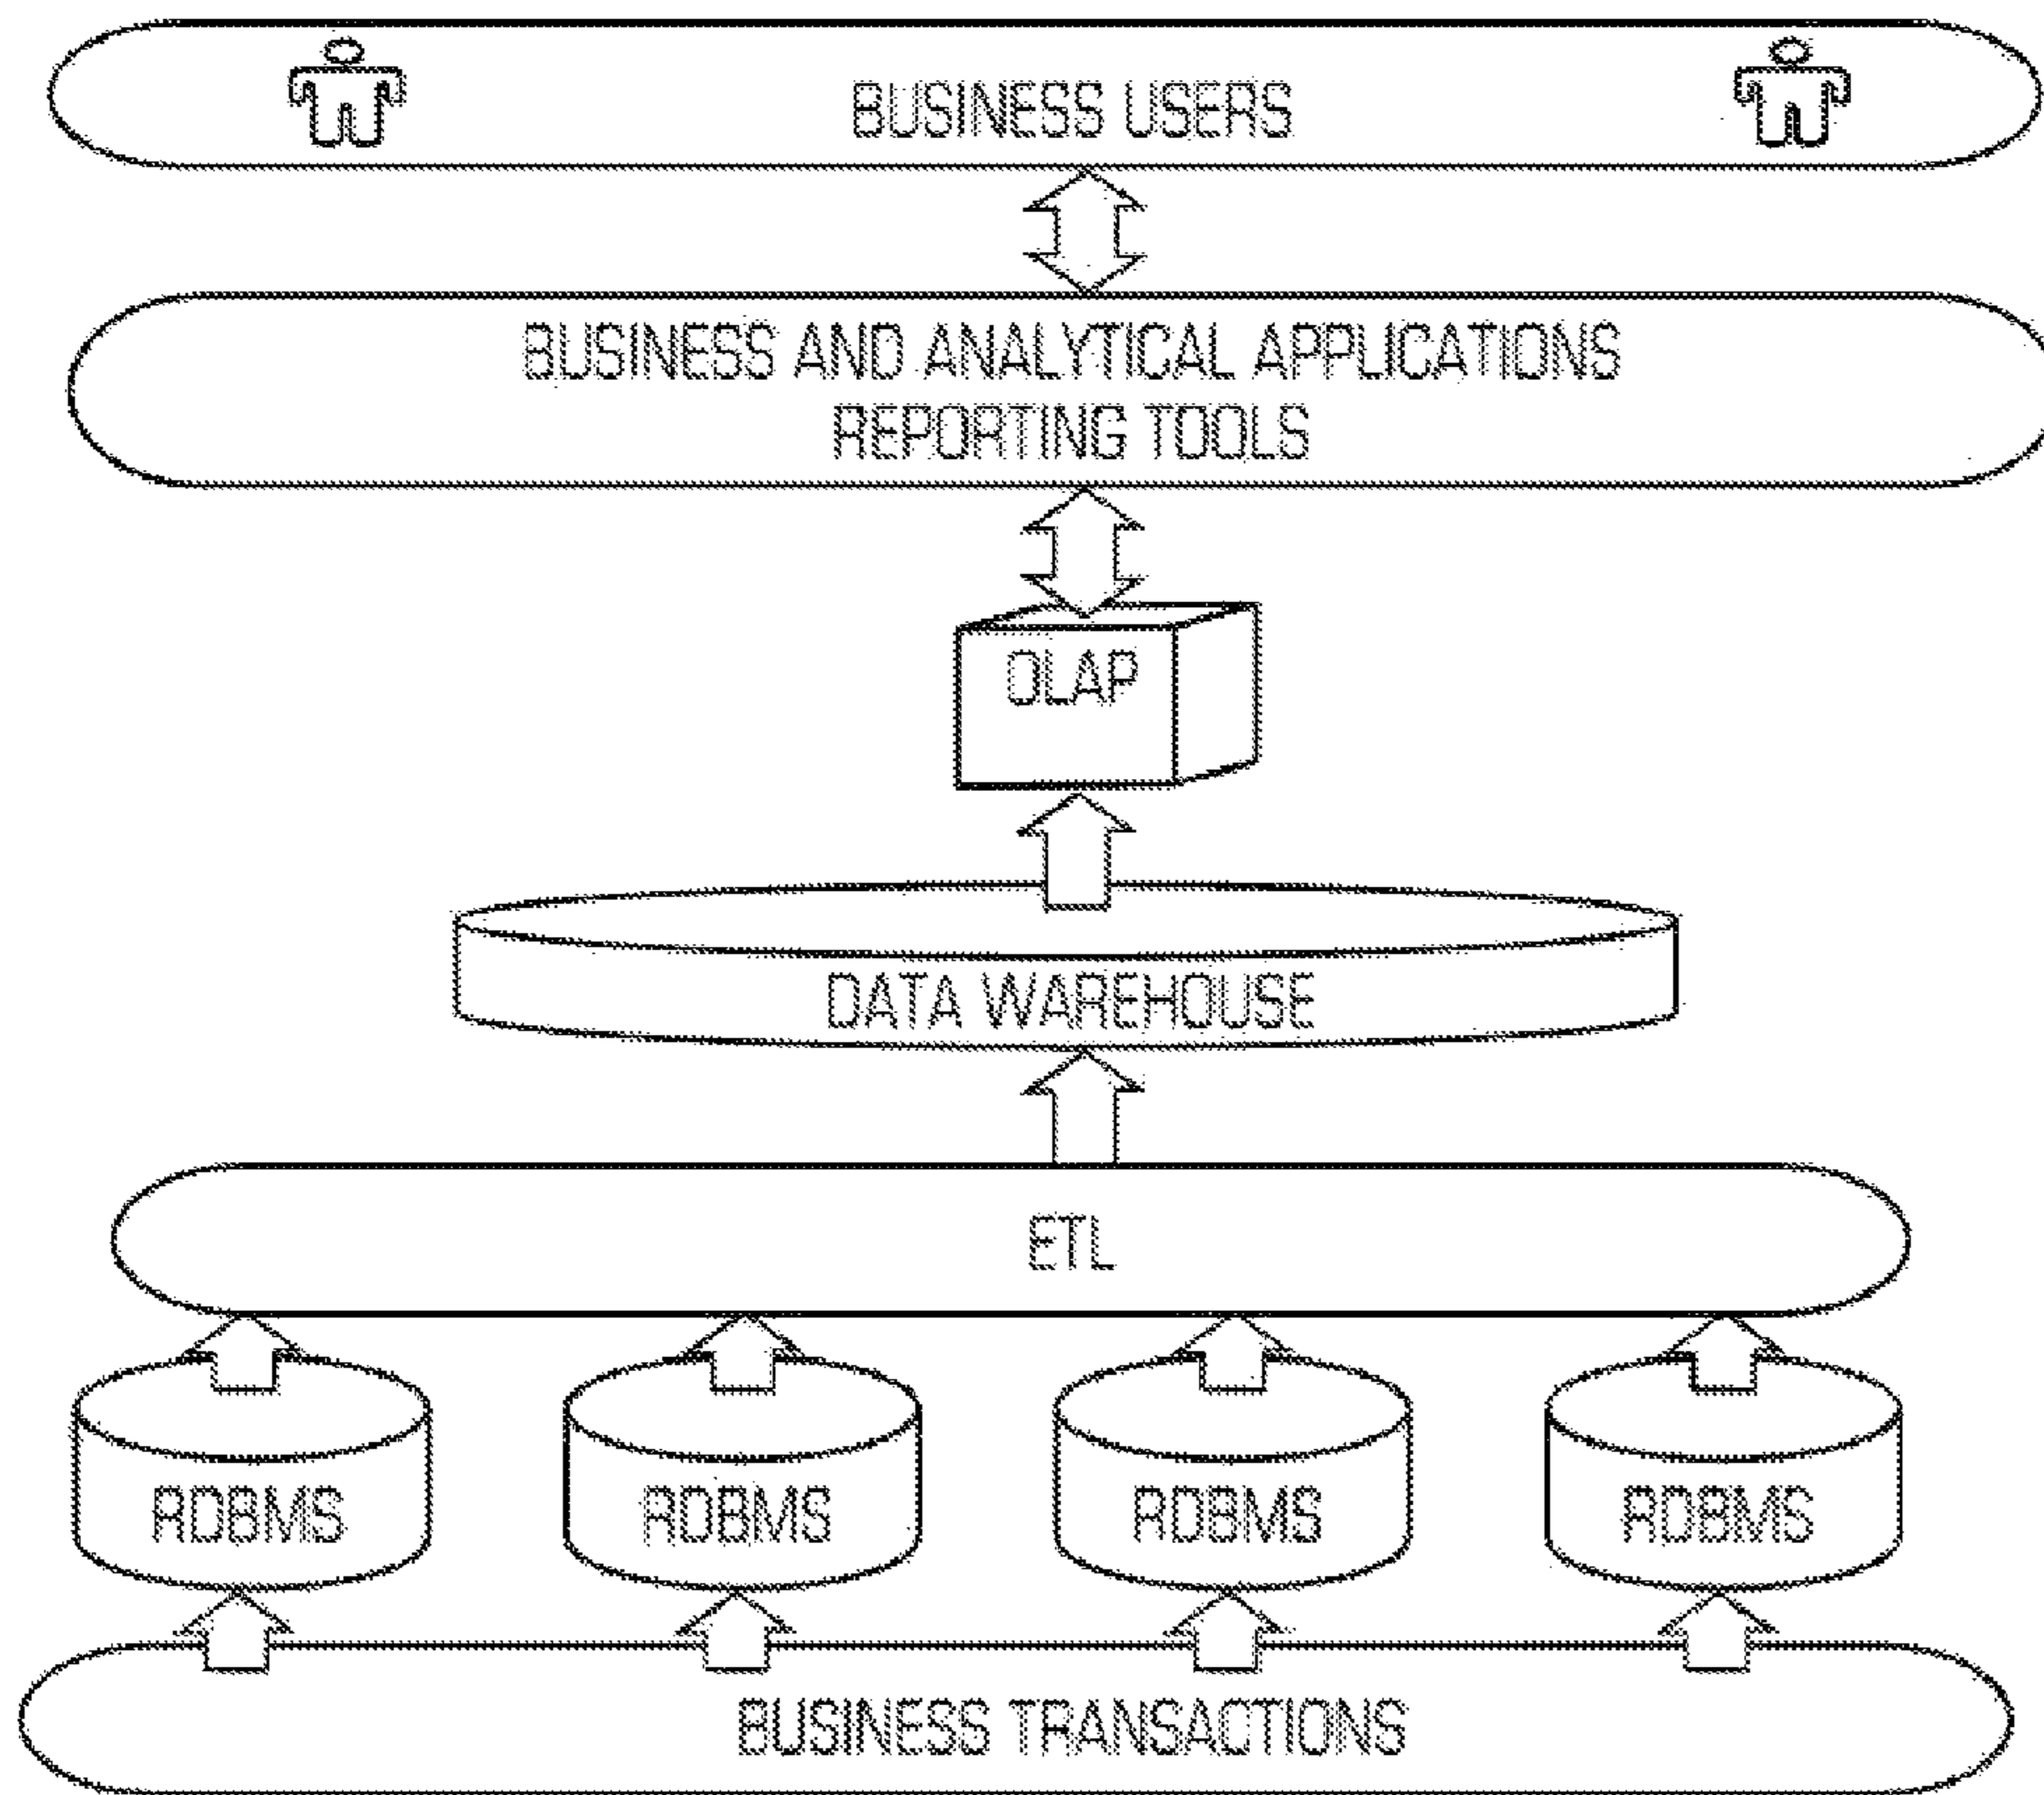 BUSINESS USERS
BUSINESS AND ANALYTICAL APPLICATIONS
REPORTING TOOLS
OLAP
DATA WAREHOUSE
ETL
RDBMS RDBMS RDBMS RDBMS
BUSINESS TRANSACTIONS